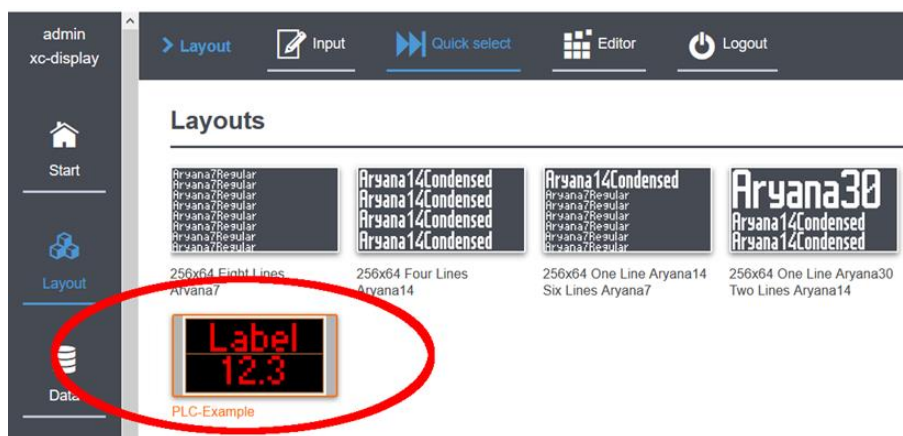 admin
xc-display
Start
Layout
Data
> Layout
Input
Quick select
Editor
Logout
Layouts
Aryana7Regular
Aryana7Regular
Aryana7Regular
Aryana7Regular
Aryana7Regular
Aryana7Regular
Aryana7Regular
Aryana7Regular
256x64 Eight Lines
Aryana7
Aryana14Condensed
Aryana14Condensed
Aryana14Condensed
Aryana14Condensed
256x64 Four Lines
Aryana14
Aryana14Condensed
Aryana7Regular
Aryana7Regular
Aryana7Regular
Aryana7Regular
Aryana7Regular
Aryana7Regular
256x64 One Line Aryana14
Six Lines Aryana7
Aryana30
Aryana14Condensed
Aryana14Condensed
256x64 One Line Aryana30
Two Lines Aryana14
Label
12.3
PLC-Example